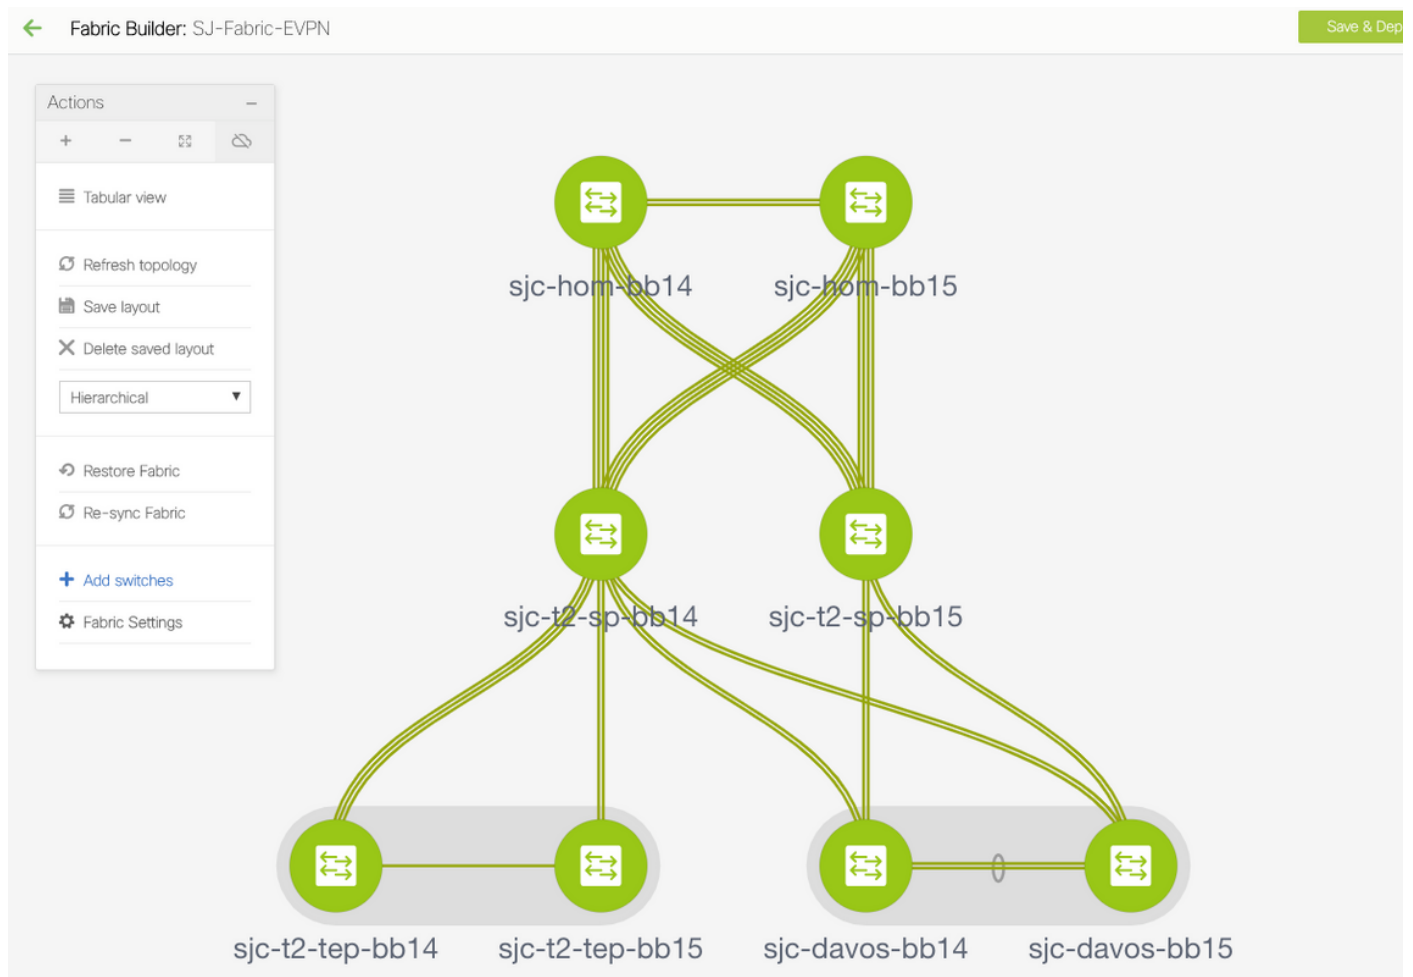 Fabric Builder: SJ-Fabric-EVPN
Save & Dep
Actions
Tabular view
Refresh topology
Save layout
Delete saved layout
Hierarchical
Restore Fabric
Re-sync Fabric
Add switches
Fabric Settings
sjc-hom-bb14
sjc-hom-bb15
sjc-t2-sp-bb14
sjc-t2-sp-bb15
sjc-t2-tep-bb14
sjc-t2-tep-bb15
sjc-davos-bb14
sjc-davos-bb15